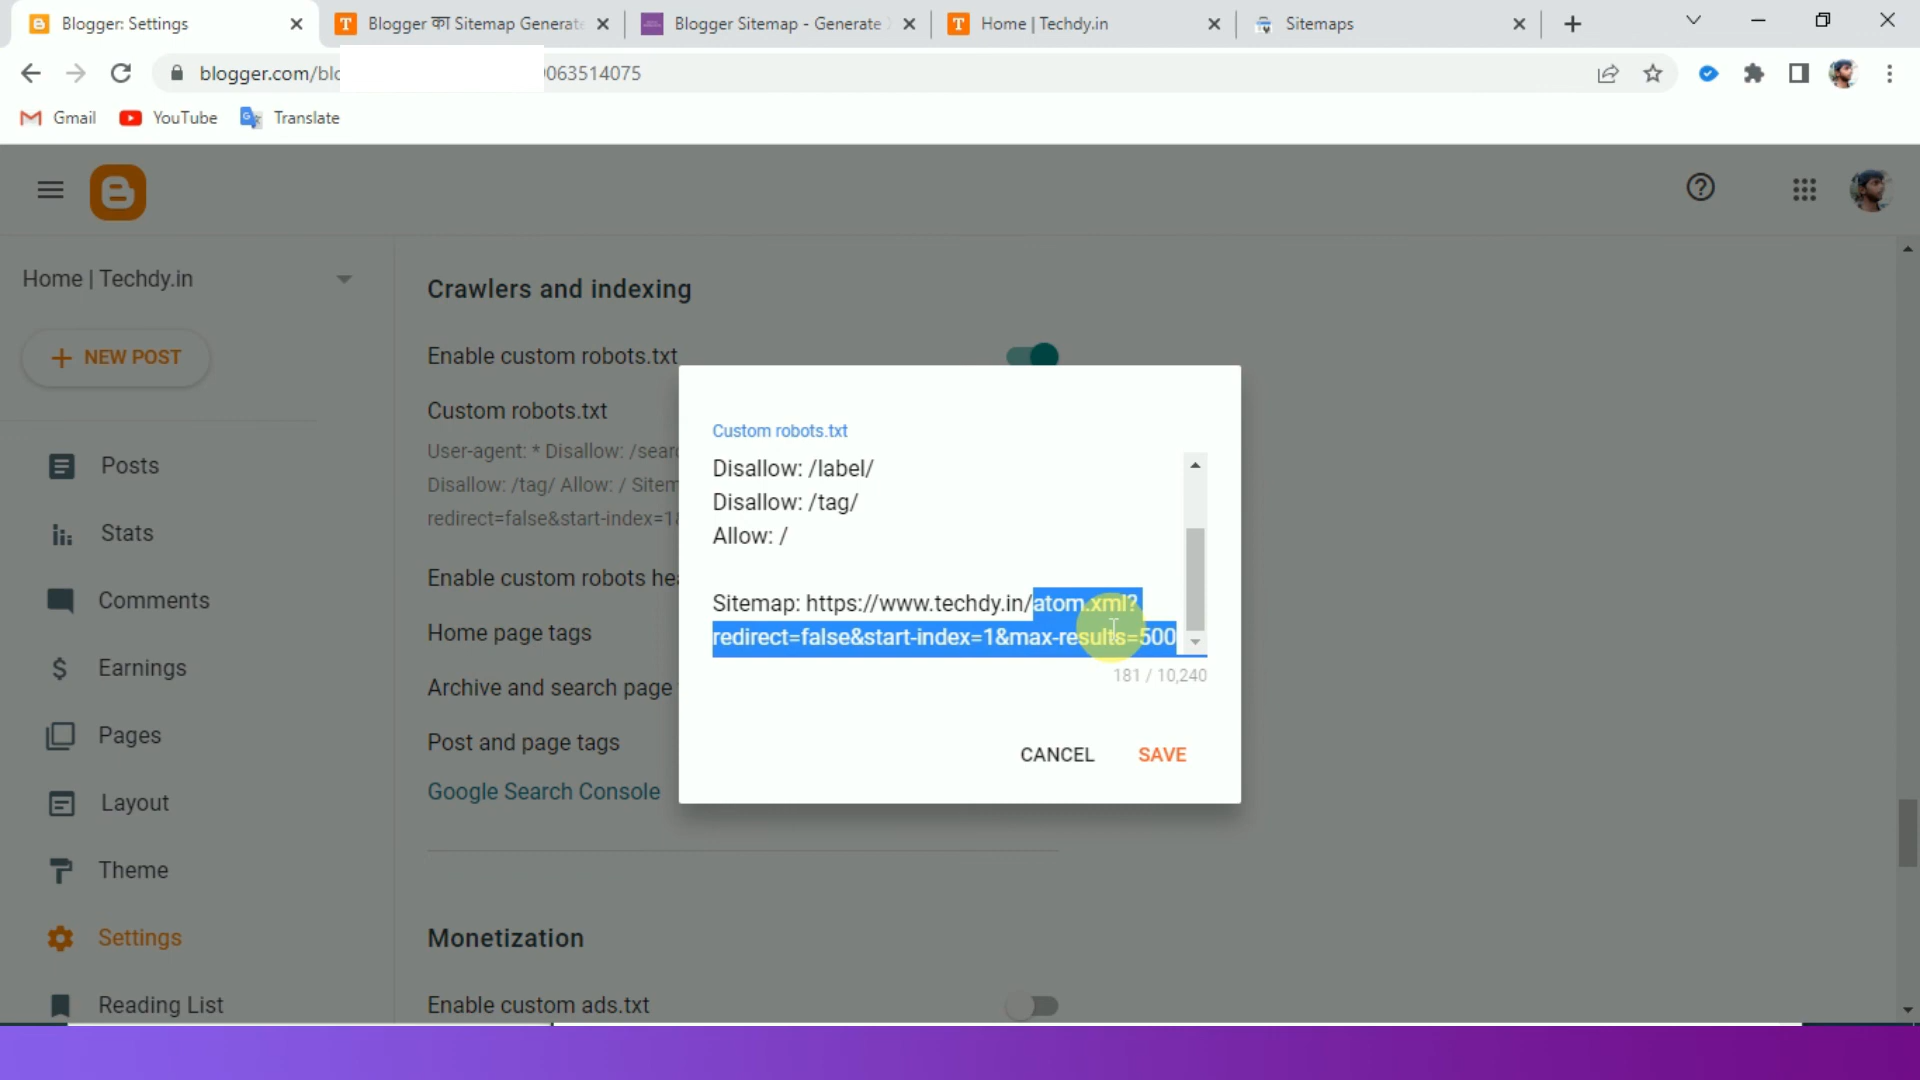 Blogger: Settings
Blogger का Sitemap Generat
Blogger Sitemap - Generate
Home | Techdy.in
Sitemaps
blogger.com/blo
063514075
Gmail
YouTube
Translate
Home | Techdy.in
NEW POST
Posts
Stats
Comments
Earnings
Pages
Layout
Theme
Settings
Reading List
Crawlers and indexing
Enable custom robots.txt
Custom robots.txt
User-agent: * Disallow: /sear
Disallow: /tag/ Allow: / Sitem
redirect=false&start-index=1
Enable custom robots hea
Home page tags
Archive and search page
Post and page tags
Google Search Console
Monetization
Enable custom ads.txt
Custom robots.txt
Disallow: /label/
Disallow: /tag/
Allow: /
Sitemap: https://www.techdy.in/atom.xml?
redirect=false&start-index=1&max-results=500
181 / 10,240
CANCEL
SAVE